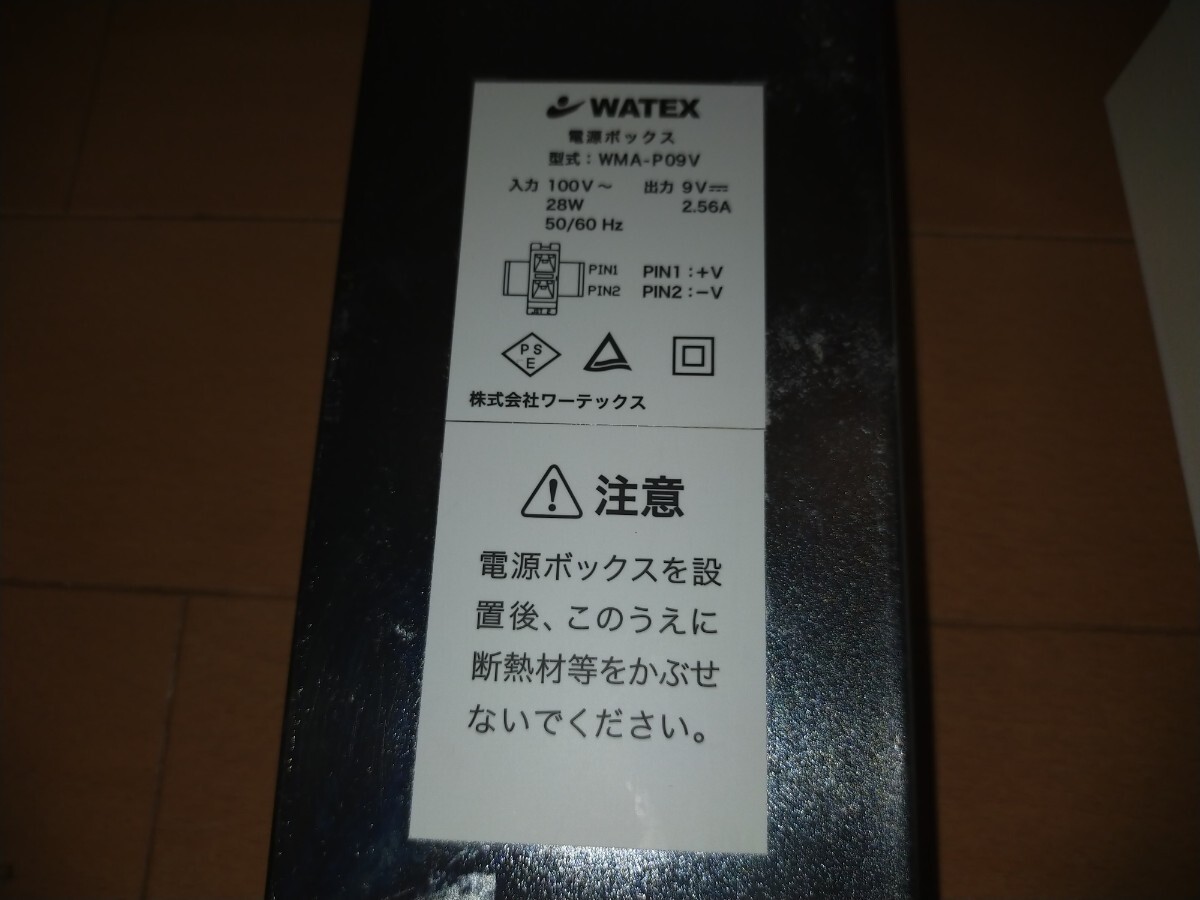 WATEX
電源ボックス
型式：WMA-P09V
入力 100V～ 出力 9V⎓
28W 2.56A
50/60 Hz
PIN1 PIN1：+V
PIN2 PIN2：−V
PS
E
株式会社ワーテックス
注意
電源ボックスを設
置後、このうえに
断熱材等をかぶせ
ないでください。